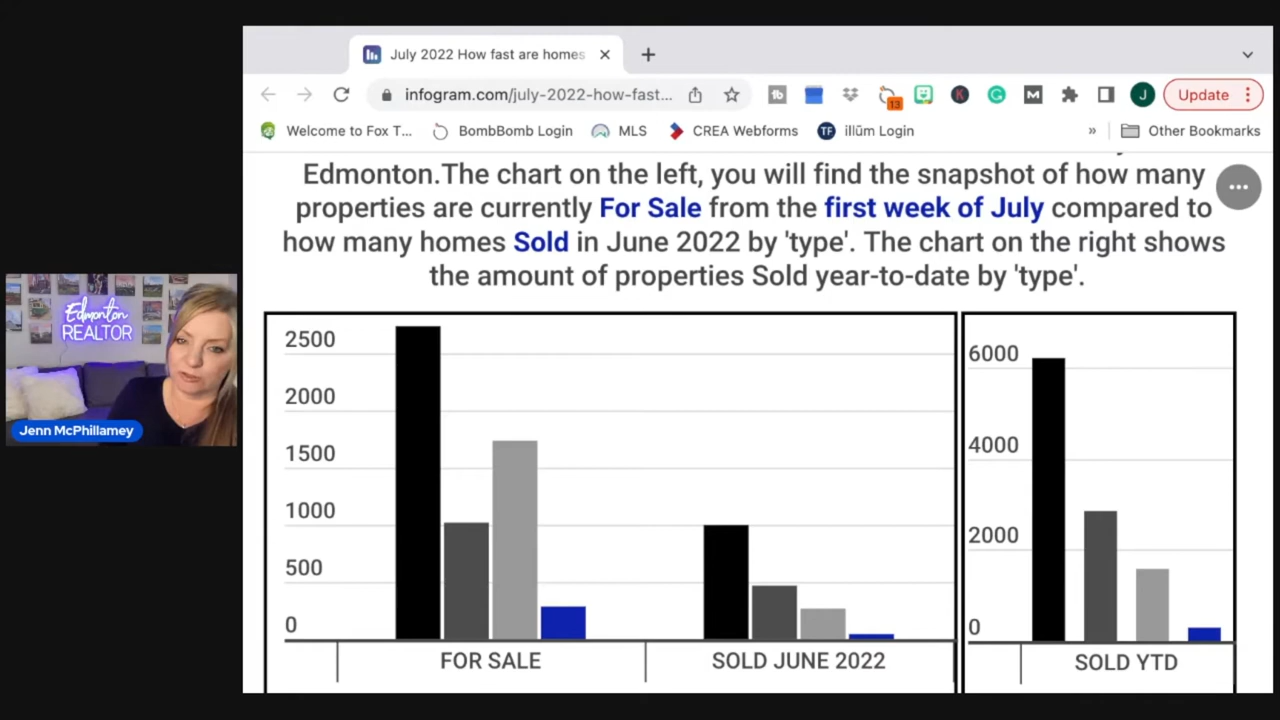 July 2022 How fast are homes
infogram.com/july-2022-how-fast...
13
K
M
J
Update
Welcome to Fox T...
BombBomb Login
MLS
CREA Webforms
TF
illūm Login
»
Other Bookmarks
Edmonton.The chart on the left, you will find the snapshot of how many
properties are currently For Sale from the first week of July compared to
how many homes Sold in June 2022 by 'type'. The chart on the right shows
the amount of properties Sold year-to-date by 'type'.
Edmonton
REALTOR
Jenn McPhillamey
2500
2000
1500
1000
500
0
FOR SALE
SOLD JUNE 2022
6000
4000
2000
0
SOLD YTD